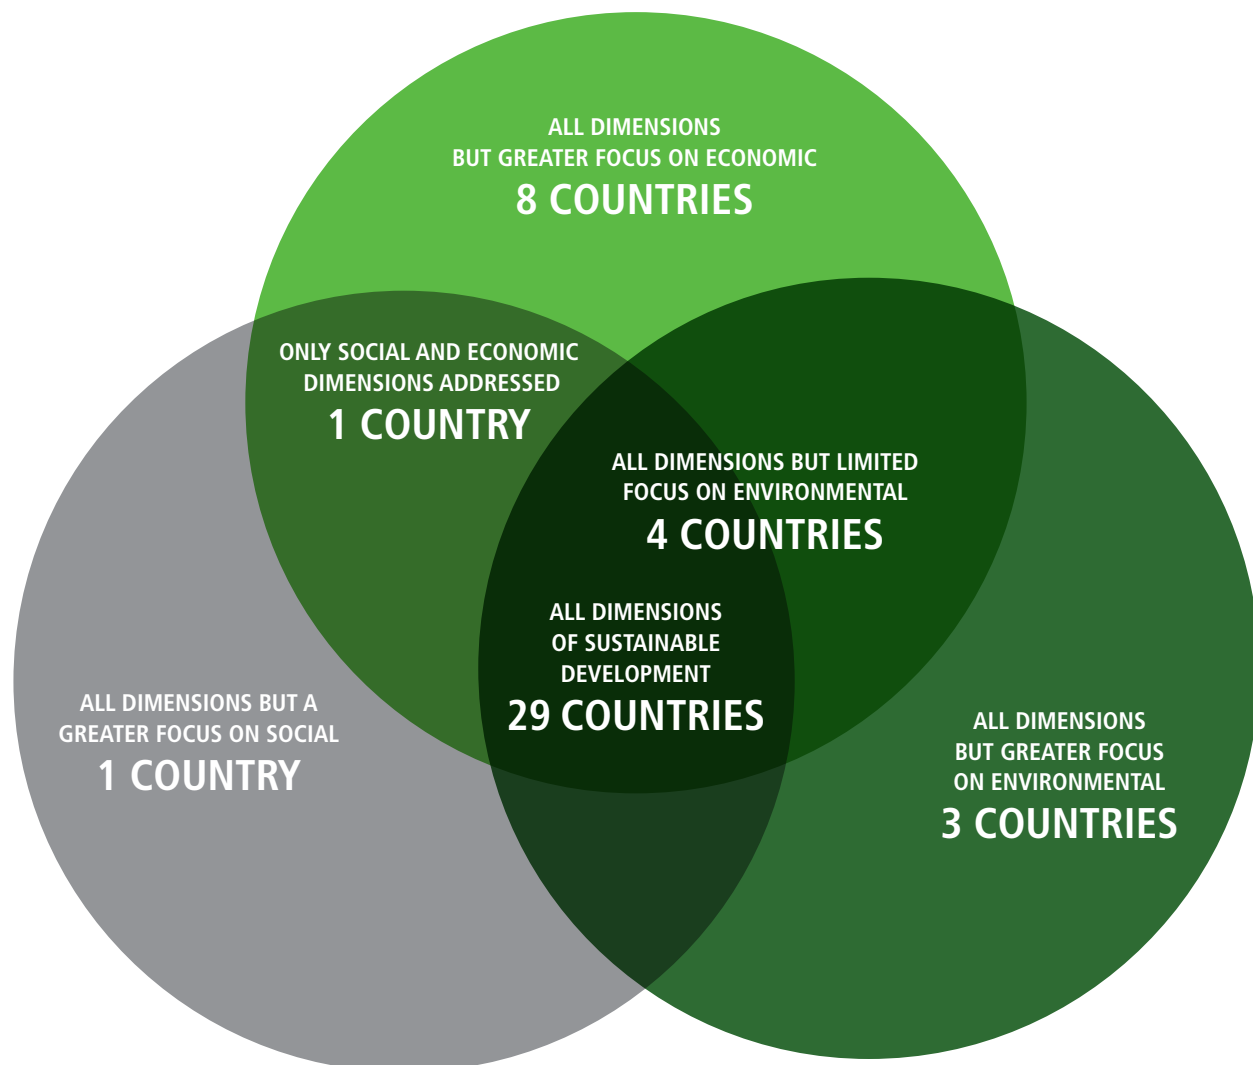 ALL DIMENSIONS
BUT GREATER FOCUS ON ECONOMIC
8 COUNTRIES
ONLY SOCIAL AND ECONOMIC
DIMENSIONS ADDRESSED
1 COUNTRY
ALL DIMENSIONS BUT LIMITED
FOCUS ON ENVIRONMENTAL
4 COUNTRIES
ALL DIMENSIONS
OF SUSTAINABLE
DEVELOPMENT
29 COUNTRIES
ALL DIMENSIONS BUT A
GREATER FOCUS ON SOCIAL
1 COUNTRY
ALL DIMENSIONS
BUT GREATER FOCUS
ON ENVIRONMENTAL
3 COUNTRIES